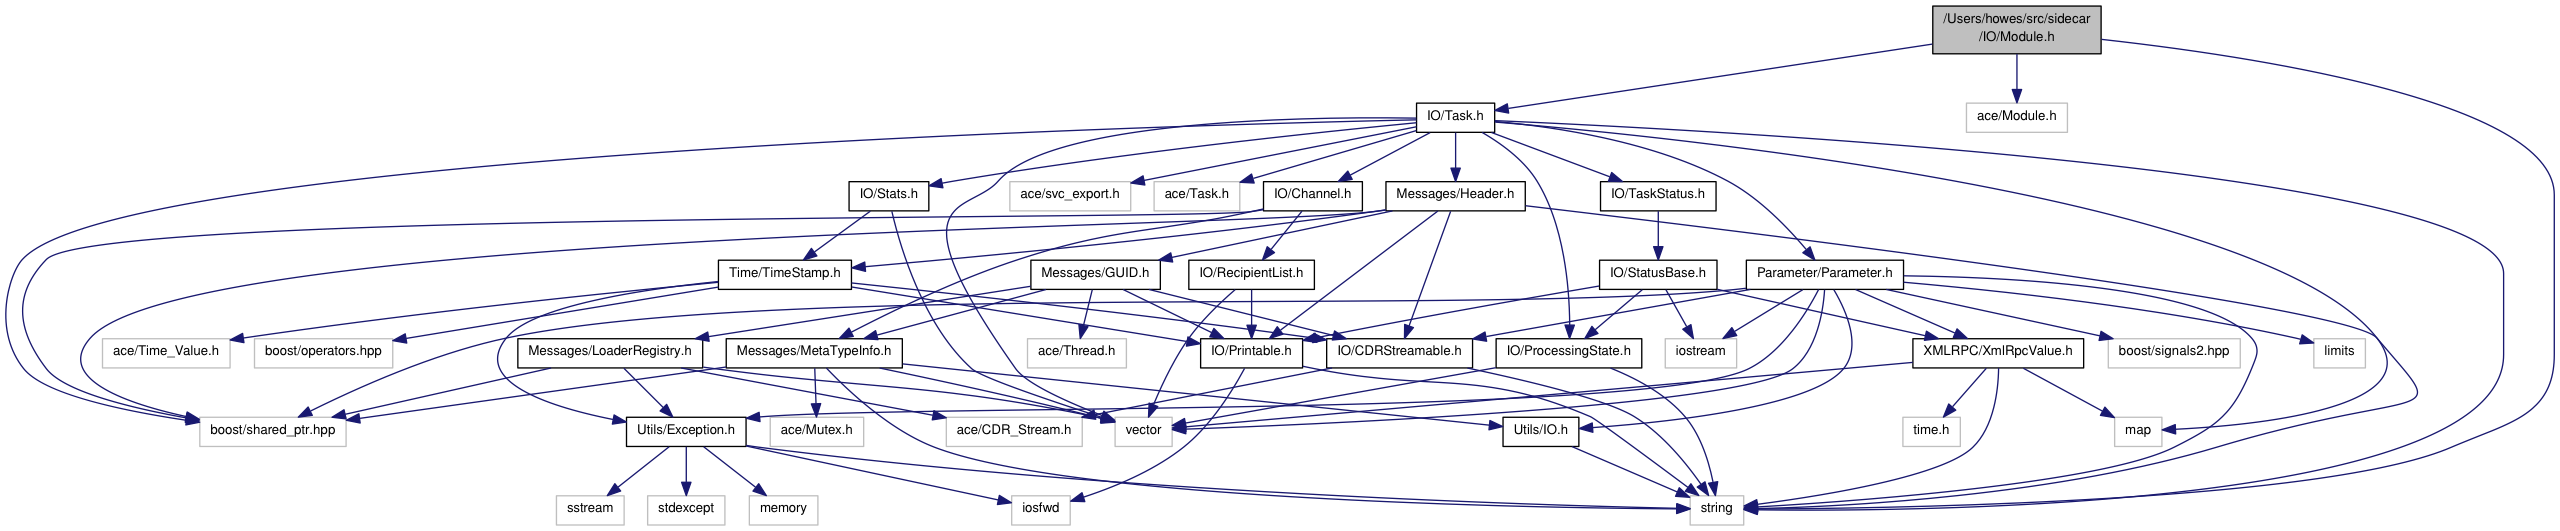 /Users/howes/src/sidecar
/IO/Module.h
IO/Task.h
ace/Module.h
IO/Stats.h
ace/svc_export.h
ace/Task.h
IO/Channel.h
Messages/Header.h
IO/TaskStatus.h
Time/TimeStamp.h
Messages/GUID.h
IO/RecipientList.h
IO/StatusBase.h
Parameter/Parameter.h
ace/Time_Value.h
boost/operators.hpp
Messages/LoaderRegistry.h
Messages/MetaTypeInfo.h
ace/Thread.h
IO/Printable.h
IO/CDRStreamable.h
IO/ProcessingState.h
iostream
XMLRPC/XmlRpcValue.h
boost/signals2.hpp
limits
boost/shared_ptr.hpp
Utils/Exception.h
ace/Mutex.h
ace/CDR_Stream.h
vector
Utils/IO.h
time.h
map
sstream
stdexcept
memory
iosfwd
string